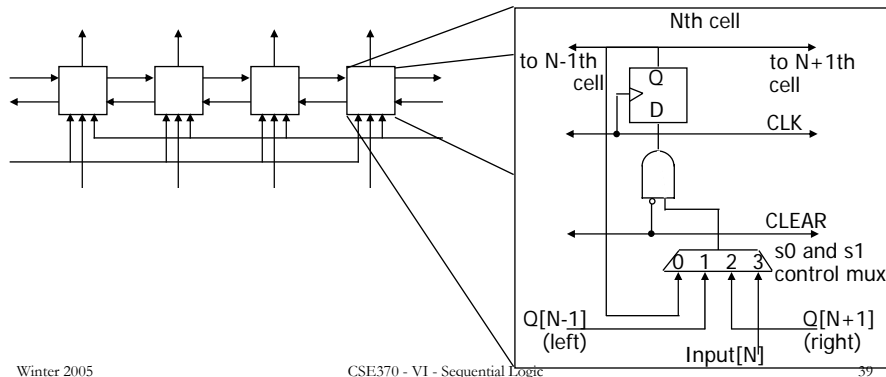 Nth cell
to N-1th
cell
to N+1th
cell
Q
D
CLK
CLEAR
s0 and s1
control mux
0 1 2 3
Q[N-1]
(left)
Q[N+1]
(right)
Input[N]
Winter 2005
CSE370 - VI - Sequential Logic
39